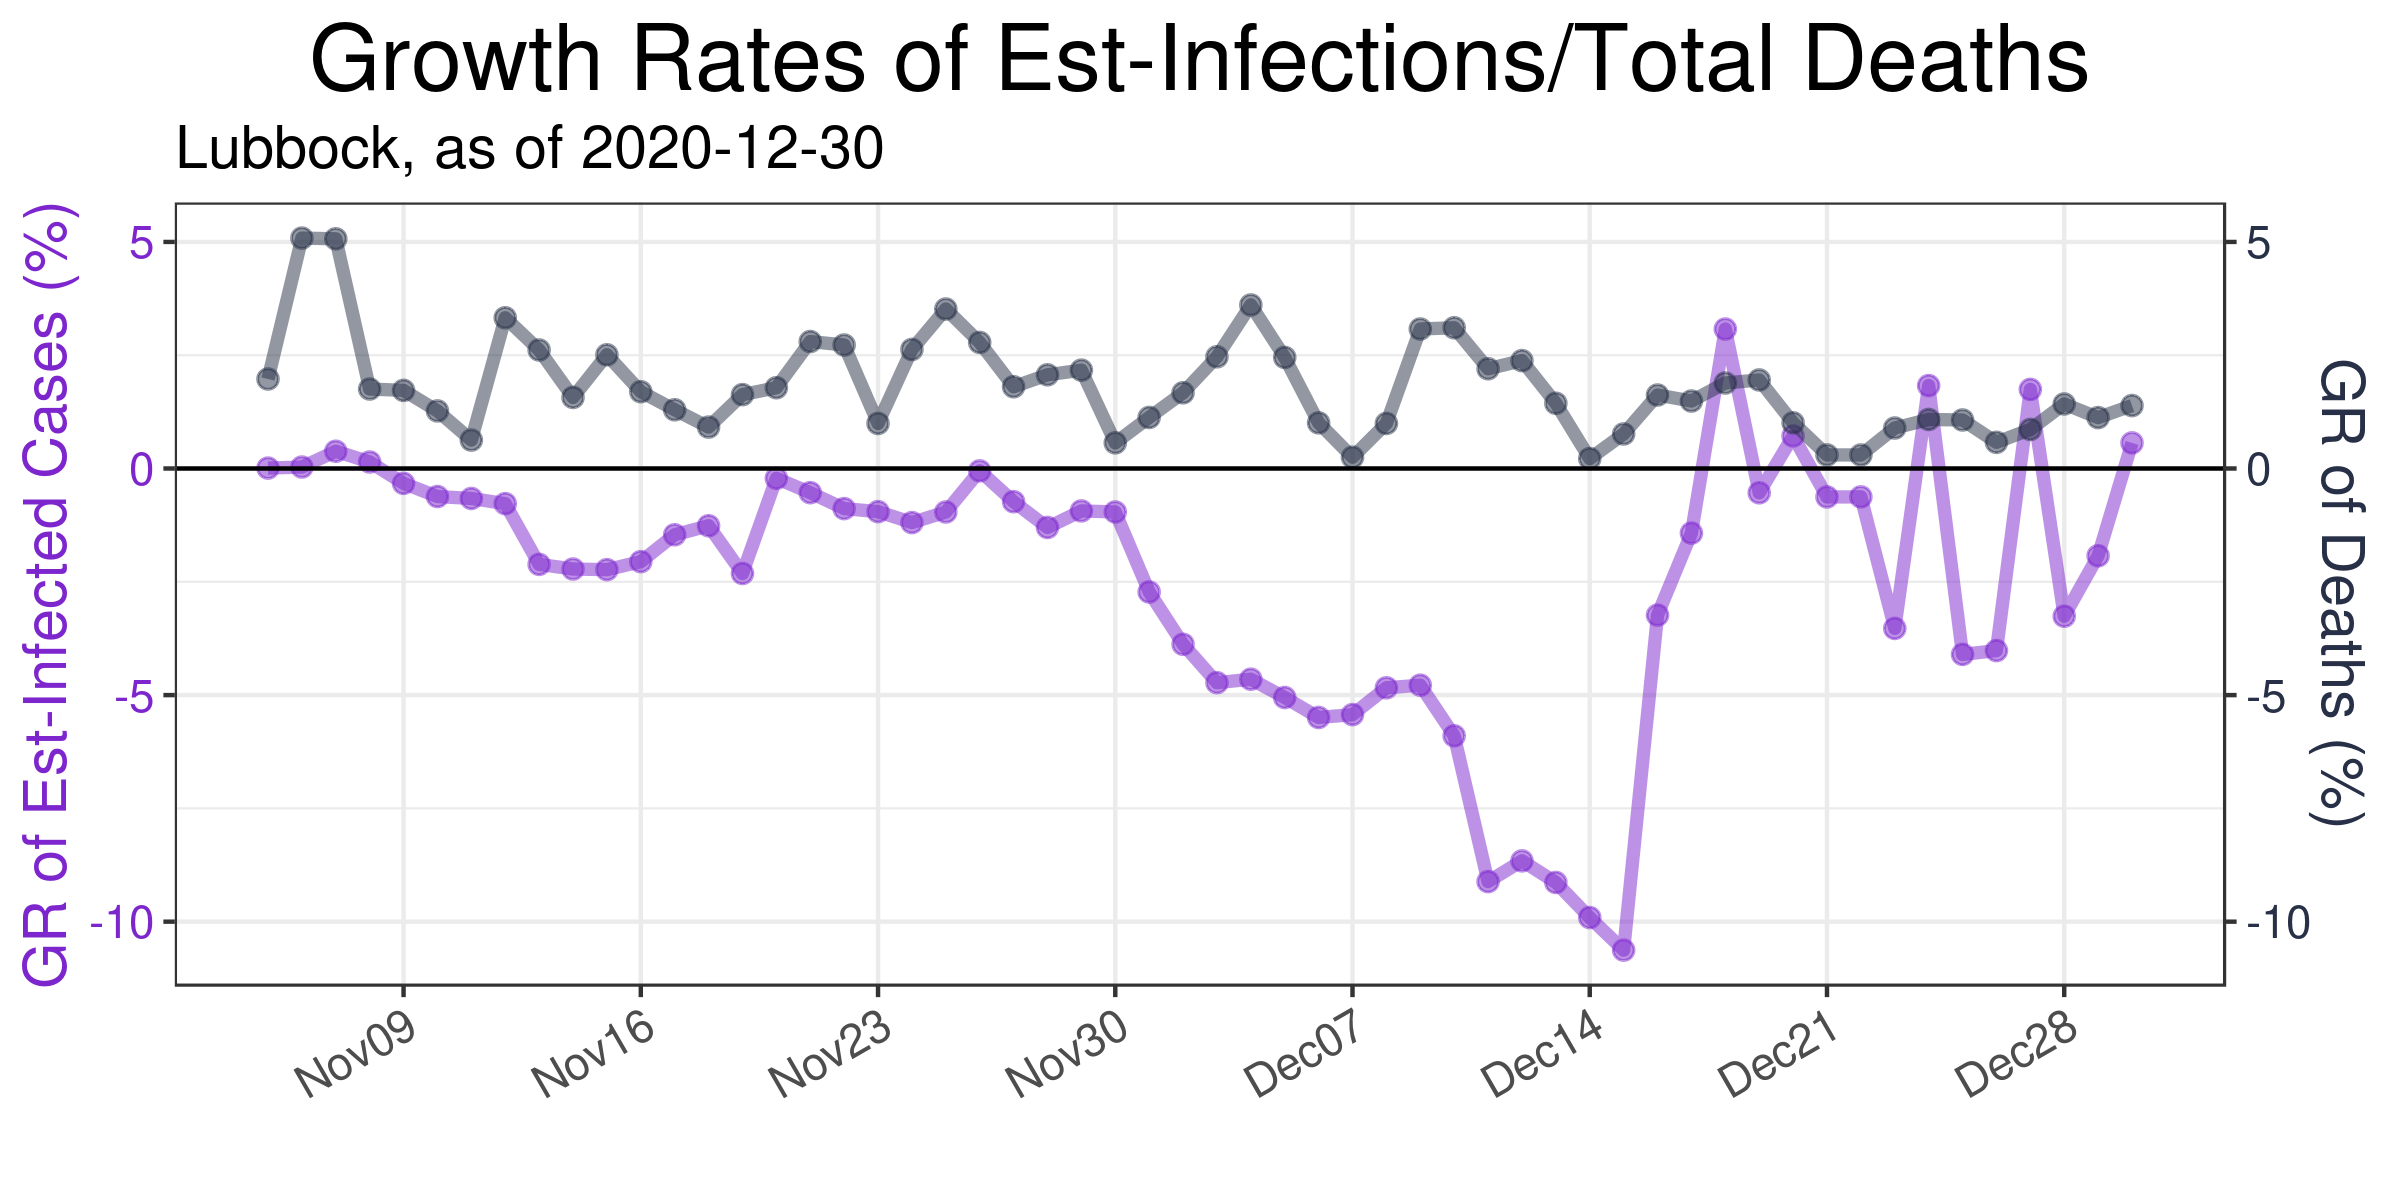 Growth Rates of Est-Infections/Total Deaths
Lubbock, as of 2020-12-30
GR of Est-Infected Cases (%)
5
0
-5
-10
5
0
-5
-10
GR of Deaths (%)
Nov09
Nov16
Nov23
Nov30
Dec07
Dec14
Dec21
Dec28